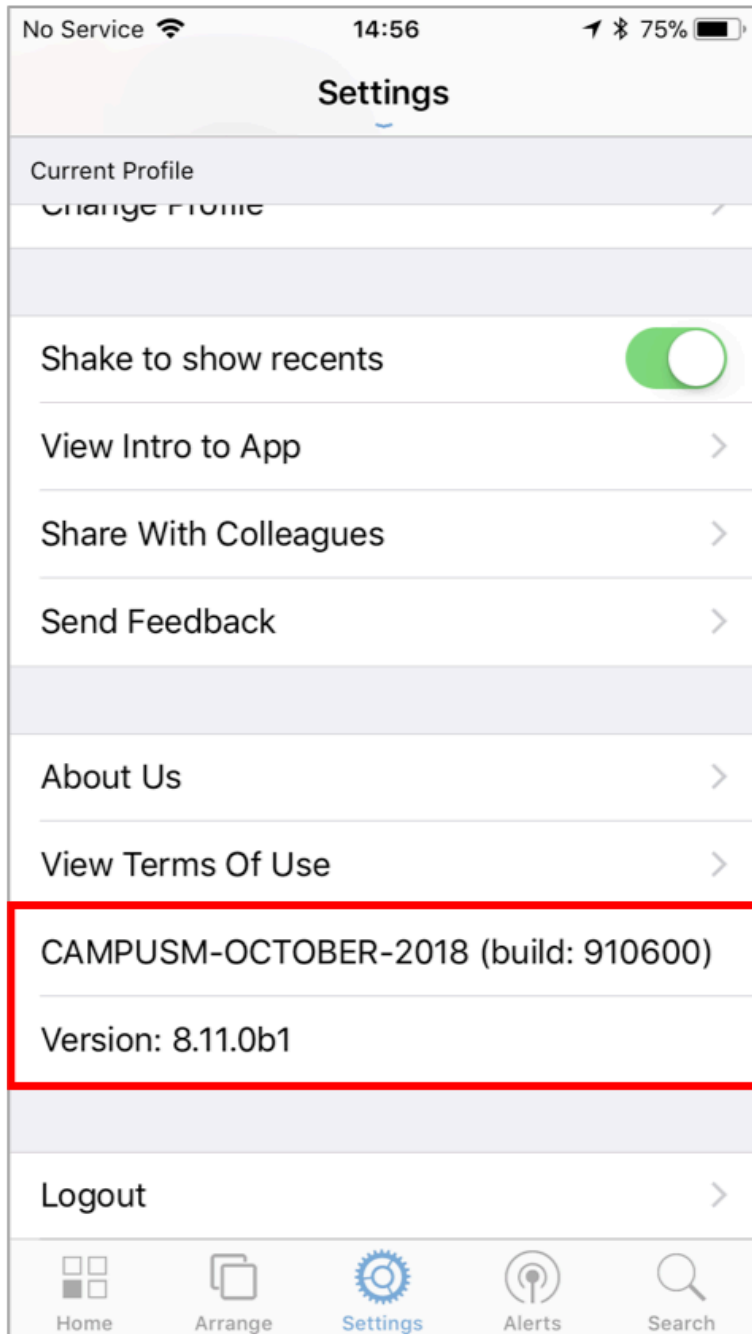 No Service 14:56 75%
Settings
Current Profile
Change Profile
Shake to show recents
View Intro to App
Share With Colleagues
Send Feedback
About Us
View Terms Of Use
CAMPUSM-OCTOBER-2018 (build: 910600)
Version: 8.11.0b1
Logout
Home Arrange Settings Alerts Search